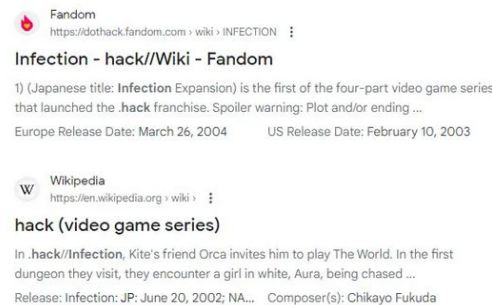 Fandom
https://dothack.fandom.com › wiki › INFECTION
Infection - hack//Wiki - Fandom
1) (Japanese title: Infection Expansion) is the first of the four-part video game series
that launched the .hack franchise. Spoiler warning: Plot and/or ending ...
Europe Release Date: March 26, 2004 US Release Date: February 10, 2003
W
Wikipedia
https://en.wikipedia.org › wiki ›
hack (video game series)
In .hack//Infection, Kite's friend Orca invites him to play The World. In the first
dungeon they visit, they encounter a girl in white, Aura, being chased ...
Release: Infection: JP: June 20, 2002; NA... Composer(s): Chikayo Fukuda